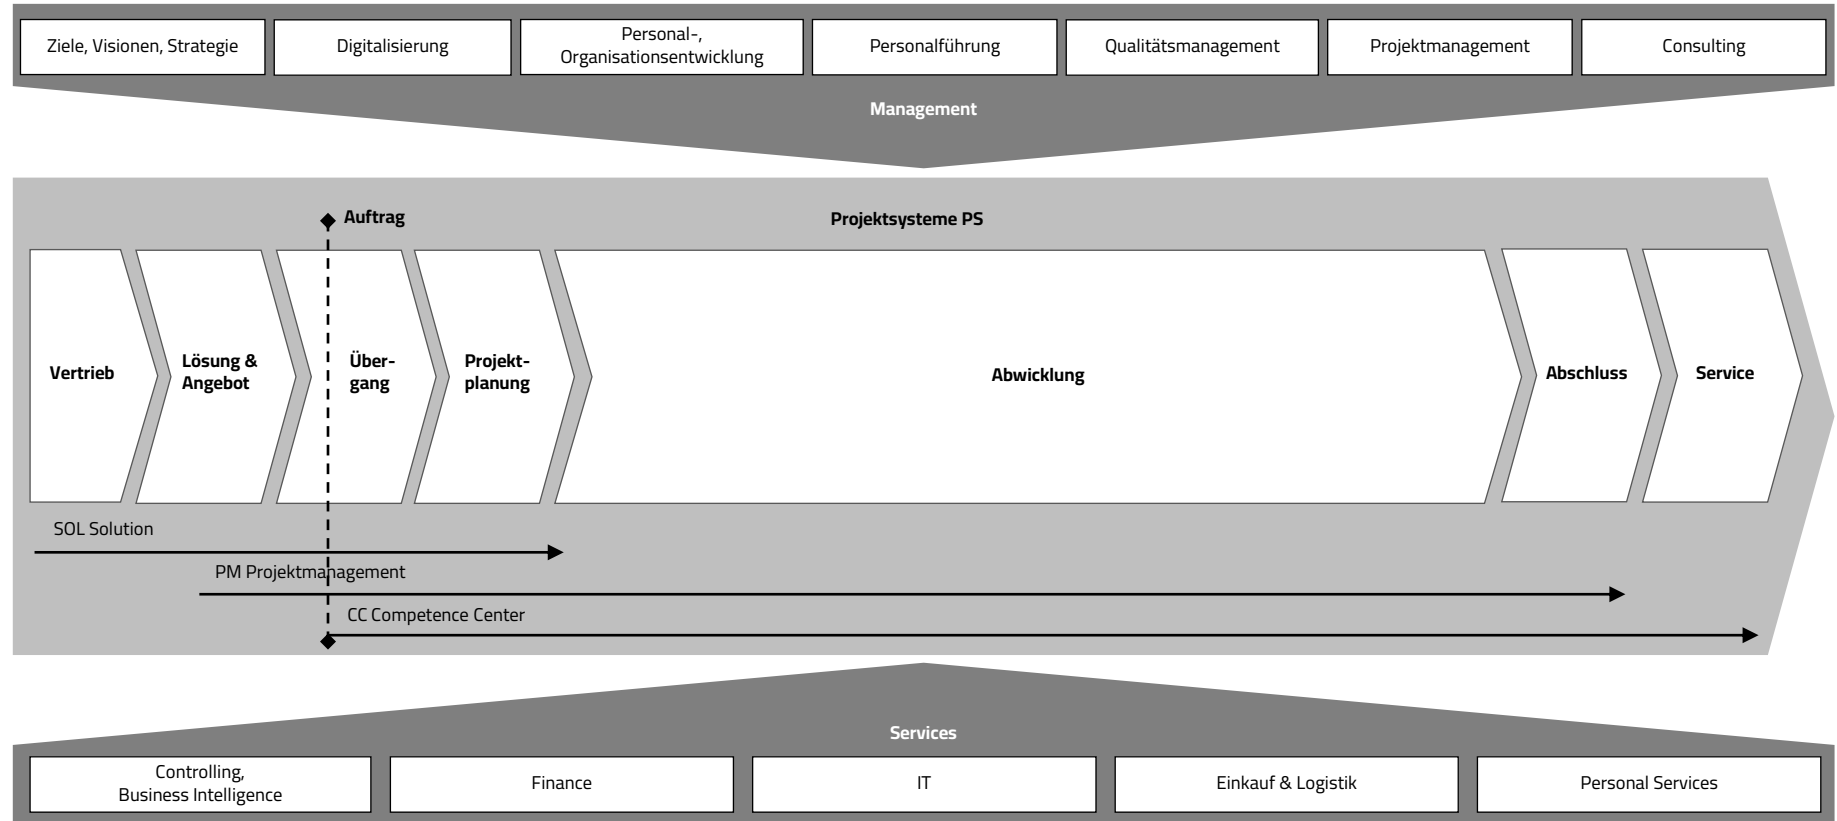 Ziele, Visionen, Strategie
Digitalisierung
Personal-,
Organisationsentwicklung
Personalführung
Qualitätsmanagement
Projektmanagement
Consulting
Management
Auftrag
Projektsysteme PS
Vertrieb
Lösung &
Angebot
Über-
gang
Projekt-
planung
Abwicklung
Abschluss
Service
SOL Solution
PM Projektmanagement
CC Competence Center
Services
Controlling,
Business Intelligence
Finance
IT
Einkauf & Logistik
Personal Services